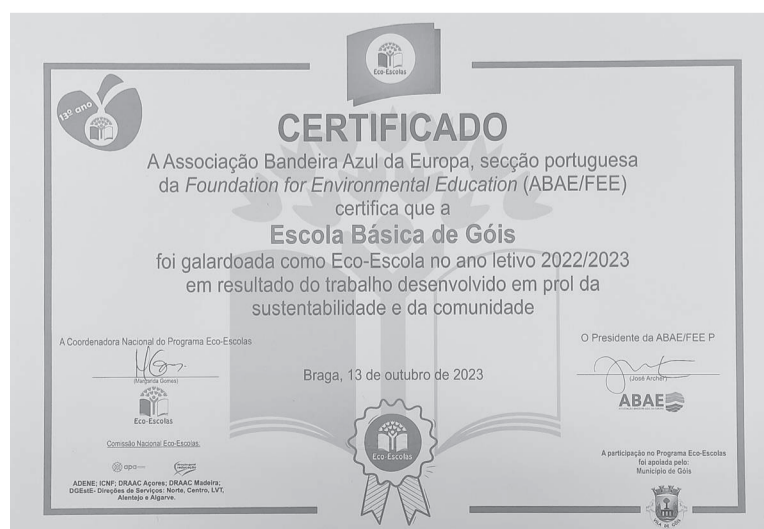 Eco-Escolas
13º ano
CERTIFICADO
A Associação Bandeira Azul da Europa, secção portuguesa
da Foundation for Environmental Education (ABAE/FEE)
certifica que a
Escola Básica de Góis
foi galardoada como Eco-Escola no ano letivo 2022/2023
em resultado do trabalho desenvolvido em prol da
sustentabilidade e da comunidade
A Coordenadora Nacional do Programa Eco-Escolas
(Margarida Gomes)
Eco-Escolas
Comissão Nacional Eco-Escolas:
apa
ADENE; ICNF; DRAAC Açores; DRAAC Madeira;
DGEstE- Direções de Serviços: Norte, Centro, LVT,
Alentejo e Algarve.
Braga, 13 de outubro de 2023
Eco-Escolas
O Presidente da ABAE/FEE P
(José Archer)
ABAE
A participação no Programa Eco-Escolas
foi apoiada pelo:
Município de Góis